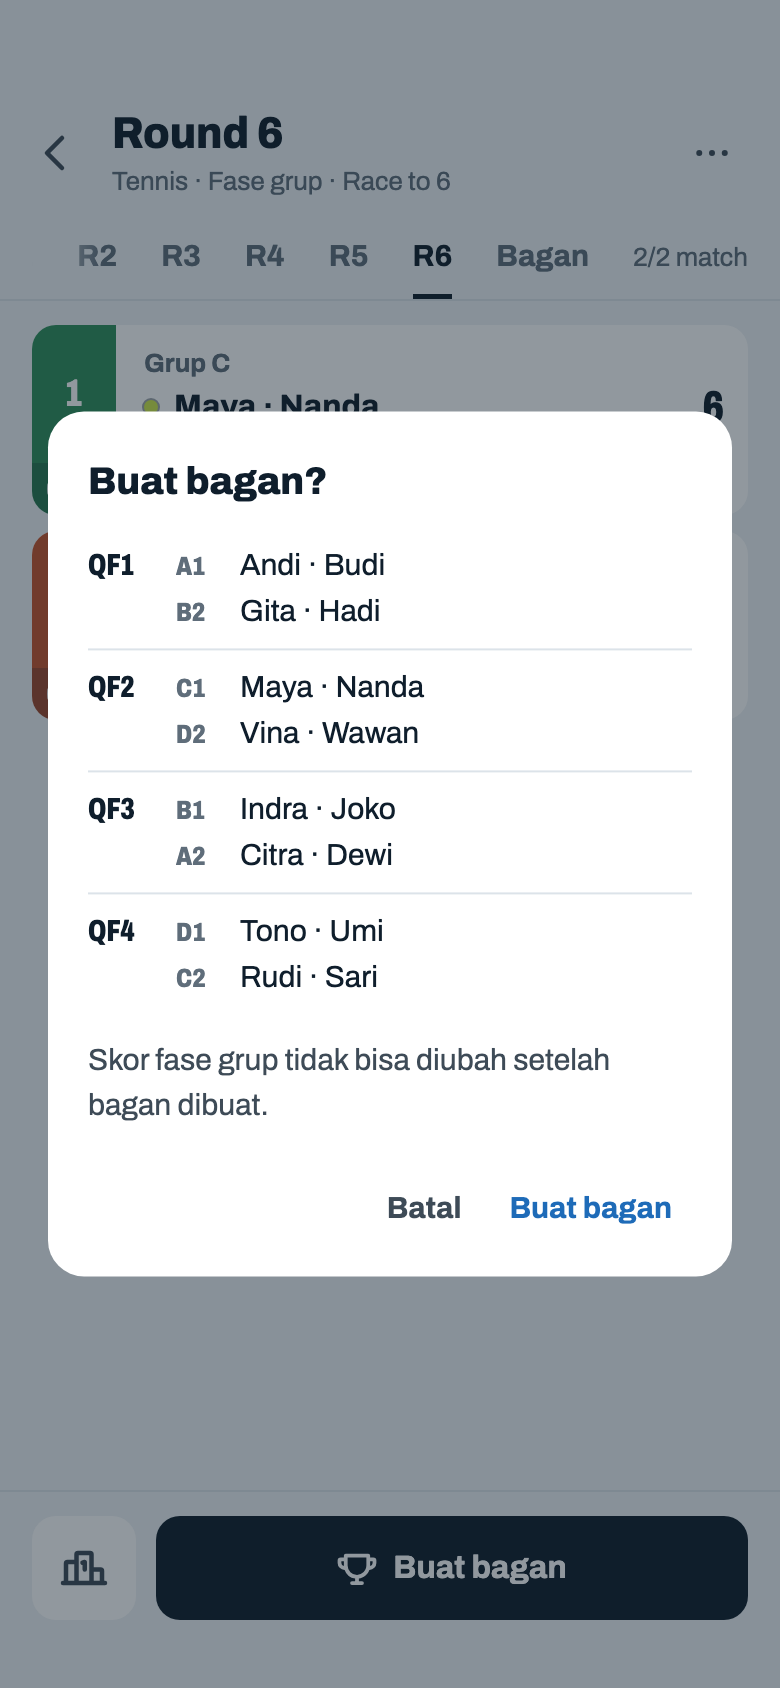 Round 6
Tennis · Fase grup · Race to 6
R2 R3 R4 R5 R6 Bagan 2/2 match
Grup C
1
Maya · Nanda 6
Buat bagan?
QF1 A1 Andi · Budi
B2 Gita · Hadi
QF2 C1 Maya · Nanda
D2 Vina · Wawan
QF3 B1 Indra · Joko
A2 Citra · Dewi
QF4 D1 Tono · Umi
C2 Rudi · Sari
Skor fase grup tidak bisa diubah setelah
bagan dibuat.
Batal Buat bagan
Buat bagan